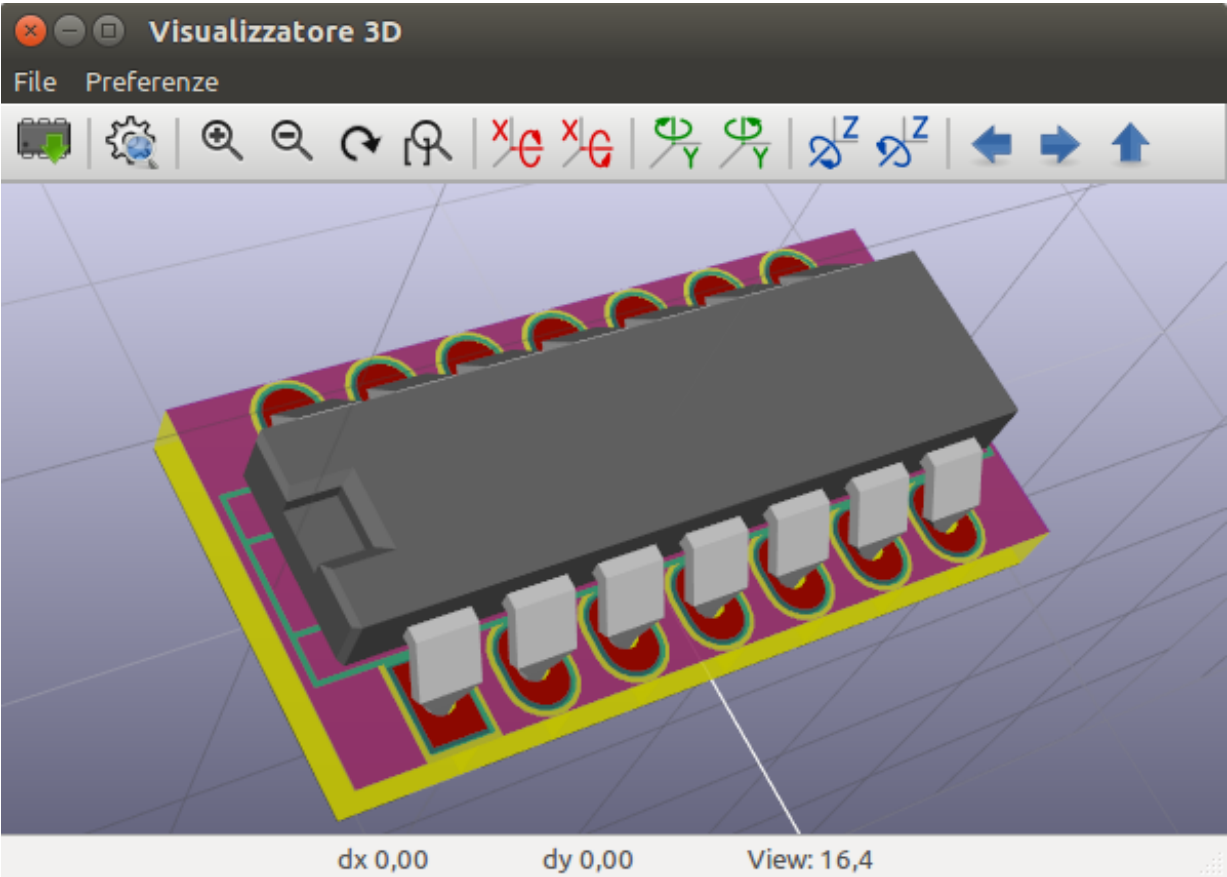 Visualizzatore 3D
File Preferenze
X X Y Y Z Z
dx 0,00 dy 0,00 View: 16,4